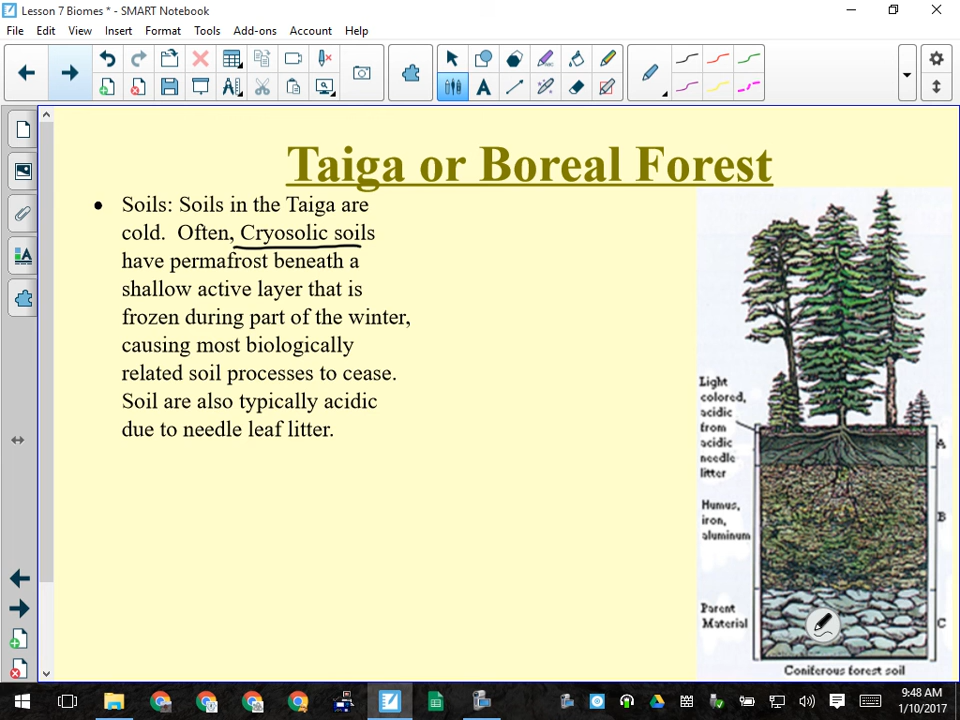 Lesson 7 Biomes * - SMART Notebook
File Edit View Insert Format Tools Add-ons Account Help
Taiga or Boreal Forest
• Soils: Soils in the Taiga are
cold. Often, Cryosolic soils
have permafrost beneath a
shallow active layer that is
frozen during part of the winter,
causing most biologically
related soil processes to cease.
Soil are also typically acidic
due to needle leaf litter.
Light
colored,
acidic
from
acidic
needle
litter
A
Humus,
iron,
aluminum
B
Parent
Material
C
Coniferous forest soil
9:48 AM
1/10/2017